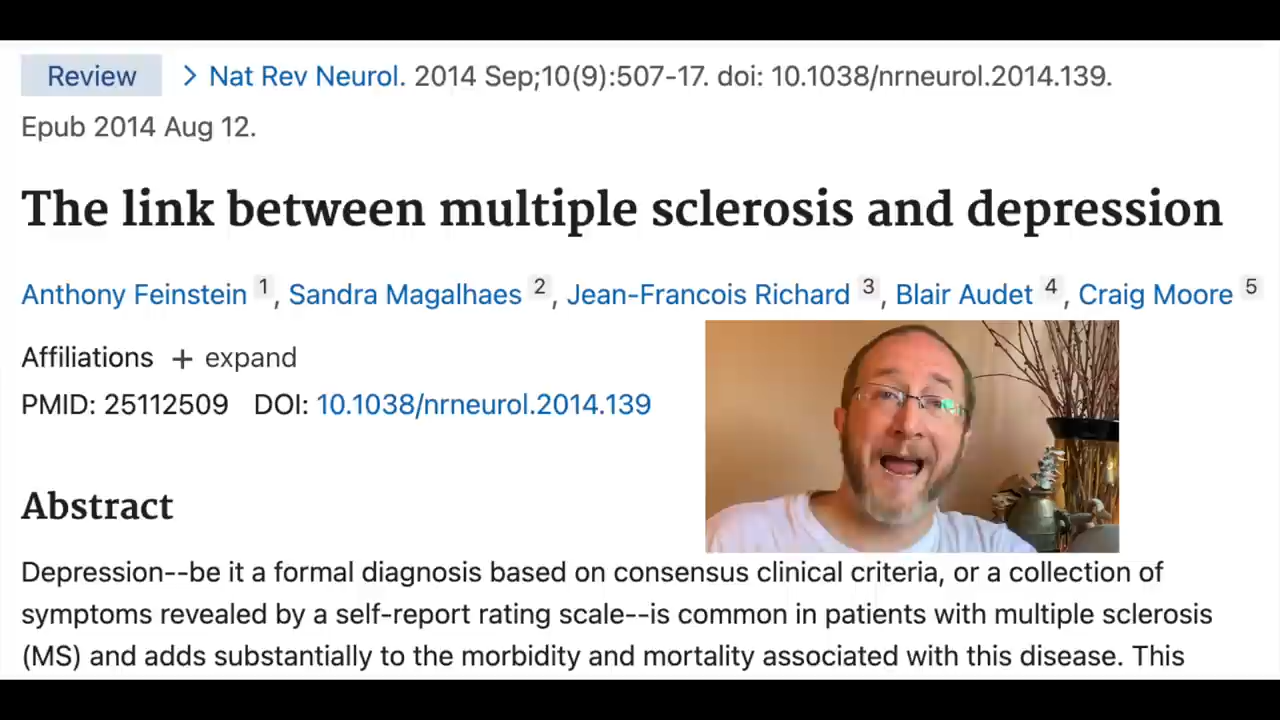 Review > Nat Rev Neurol. 2014 Sep;10(9):507-17. doi: 10.1038/nrneurol.2014.139.
Epub 2014 Aug 12.
The link between multiple sclerosis and depression
Anthony Feinstein 1, Sandra Magalhaes 2, Jean-Francois Richard 3, Blair Audet 4, Craig Moore 5
Affiliations + expand
PMID: 25112509 DOI: 10.1038/nrneurol.2014.139
Abstract
Depression--be it a formal diagnosis based on consensus clinical criteria, or a collection of
symptoms revealed by a self-report rating scale--is common in patients with multiple sclerosis
(MS) and adds substantially to the morbidity and mortality associated with this disease. This